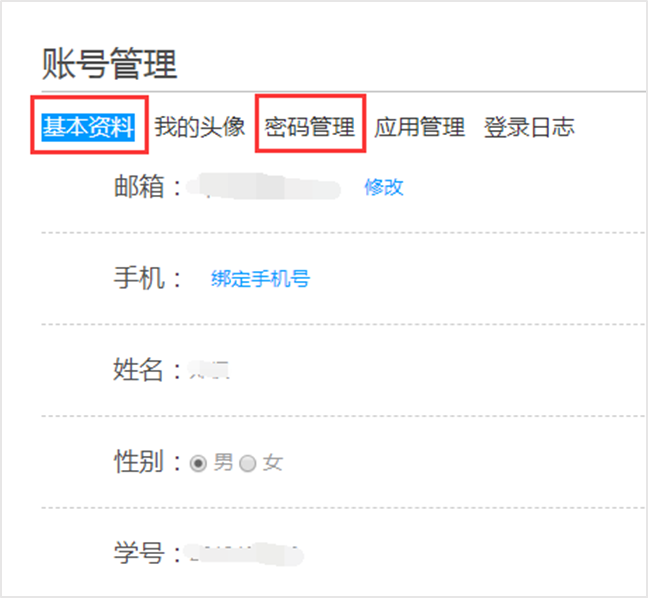 账号管理
基本资料 我的头像 密码管理 应用管理 登录日志
邮箱： 修改
手机： 绑定手机号
姓名：
性别： 男 女
学号：